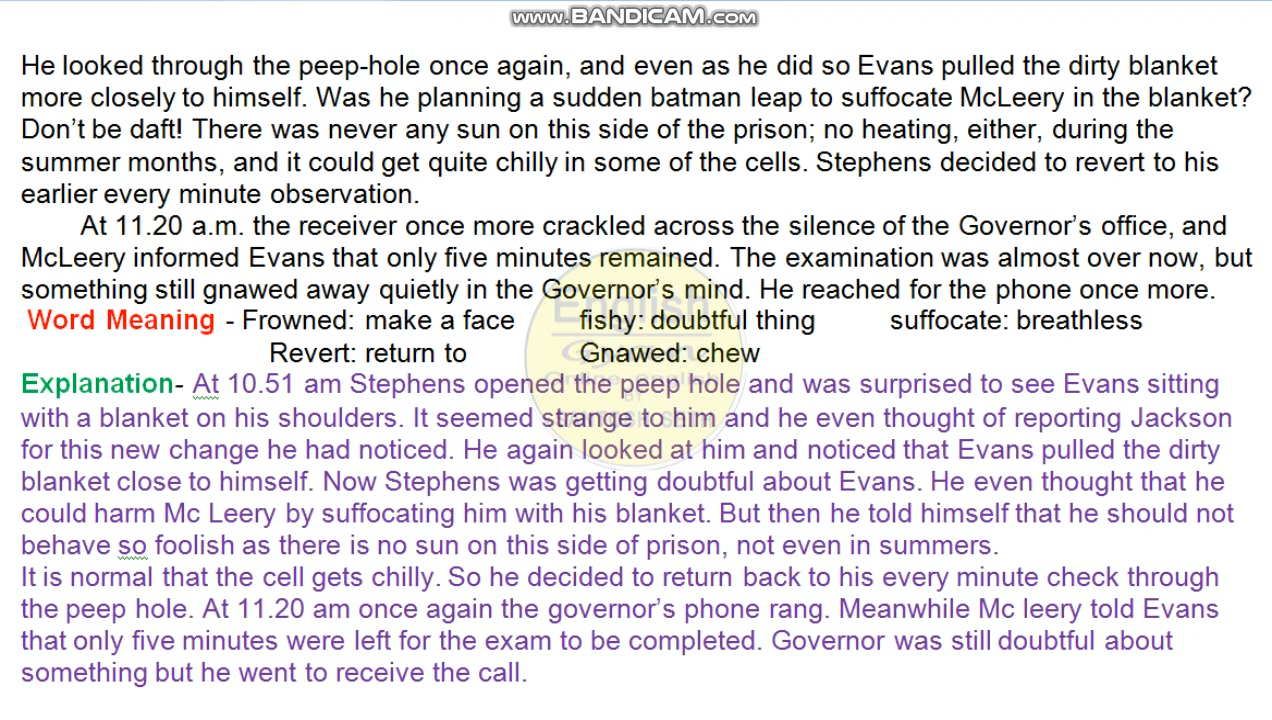 www.BANDICAM.com
He looked through the peep-hole once again, and even as he did so Evans pulled the dirty blanket
more closely to himself. Was he planning a sudden batman leap to suffocate McLeery in the blanket?
Don't be daft! There was never any sun on this side of the prison; no heating, either, during the
summer months, and it could get quite chilly in some of the cells. Stephens decided to revert to his
earlier every minute observation.
At 11.20 a.m. the receiver once more crackled across the silence of the Governor's office, and
McLeery informed Evans that only five minutes remained. The examination was almost over now, but
something still gnawed away quietly in the Governor's mind. He reached for the phone once more.
Word Meaning - Frowned: make a face fishy: doubtful thing suffocate: breathless
Revert: return to Gnawed: chew
Explanation- At 10.51 am Stephens opened the peep hole and was surprised to see Evans sitting
with a blanket on his shoulders. It seemed strange to him and he even thought of reporting Jackson
for this new change he had noticed. He again looked at him and noticed that Evans pulled the dirty
blanket close to himself. Now Stephens was getting doubtful about Evans. He even thought that he
could harm Mc Leery by suffocating him with his blanket. But then he told himself that he should not
behave so foolish as there is no sun on this side of prison, not even in summers.
It is normal that the cell gets chilly. So he decided to return back to his every minute check through
the peep hole. At 11.20 am once again the governor's phone rang. Meanwhile Mc leery told Evans
that only five minutes were left for the exam to be completed. Governor was still doubtful about
something but he went to receive the call.
English